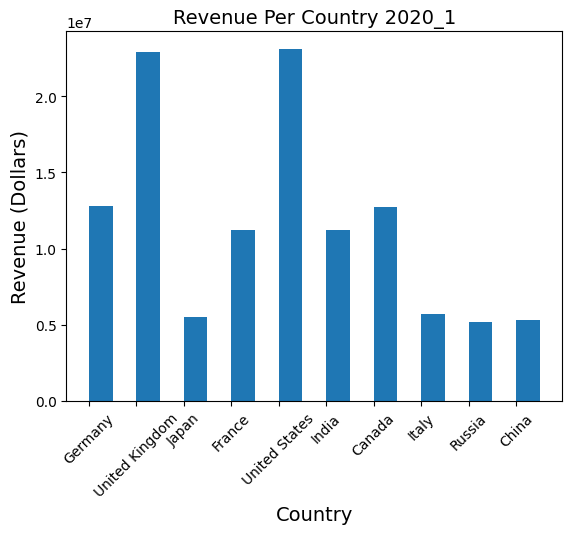 Revenue Per Country 2020_1
1e7
Revenue (Dollars)
2.0
1.5
1.0
0.5
0.0
Germany
United Kingdom
Japan
France
United States
India
Canada
Italy
Russia
China
Country